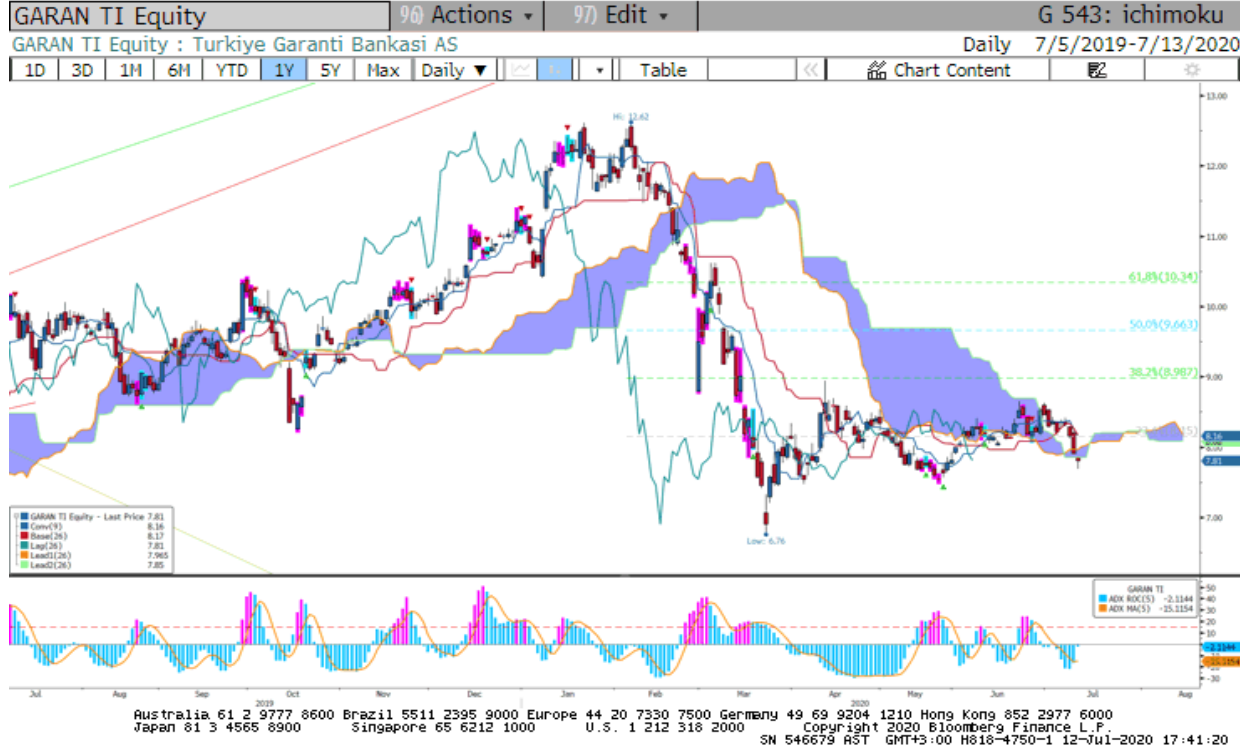 GARAN TI Equity 96) Actions 97) Edit G 543: ichimoku
GARAN TI Equity : Turkiye Garanti Bankasi AS Daily 7/5/2019-7/13/2020
1D 3D 1M 6M YTD 1Y 5Y Max Daily ▼ Table « Chart Content
13.00
Hi: 12.62
12.00
11.00
61.8%(10.34)
10.00
50.0%(9.663)
9.00
38.2%(8.987)
8.16
8.00
7.81
7.00
Low: 6.76
GARAN TI Equity - Last Price 7.81
Conv(9) 8.16
Base(26) 8.17
Lag(26) 7.81
Lead1(26) 7.965
Lead2(26) 7.85
GARAN TI
ADX ROC(5) -2.1144
ADX MA(5) -15.1154
50
40
30
20
10
-2.1144
-15.1154
-30
Jul Aug Sep Oct Nov Dec Jan Feb Mar Apr May Jun Jul Aug
2019 2020
Australia 61 2 9777 8600 Brazil 5511 2395 9000 Europe 44 20 7330 7500 Germany 49 69 9204 1210 Hong Kong 852 2977 6000
Japan 81 3 4565 8900 Singapore 65 6212 1000 U.S. 1 212 318 2000 Copyright 2020 Bloomberg Finance L.P.
SN 546679 AST GMT+3:00 H818-4750-1 12-Jul-2020 17:41:20